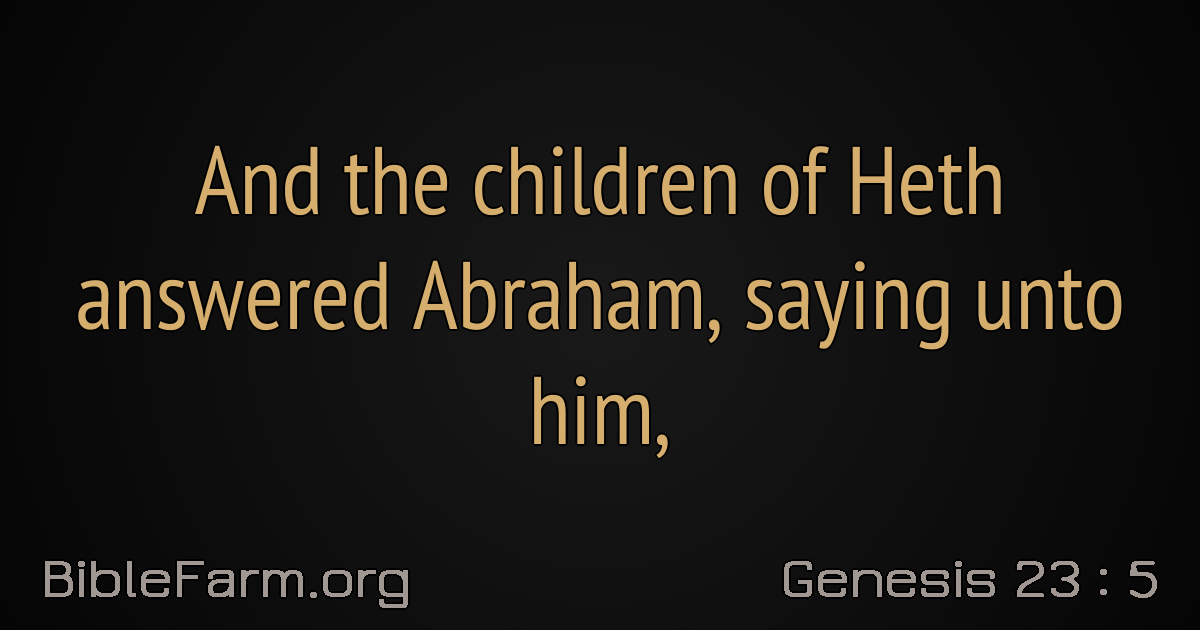 And the children of Heth
answered Abraham, saying unto
him,
BibleFarm.org
Genesis 23 : 5